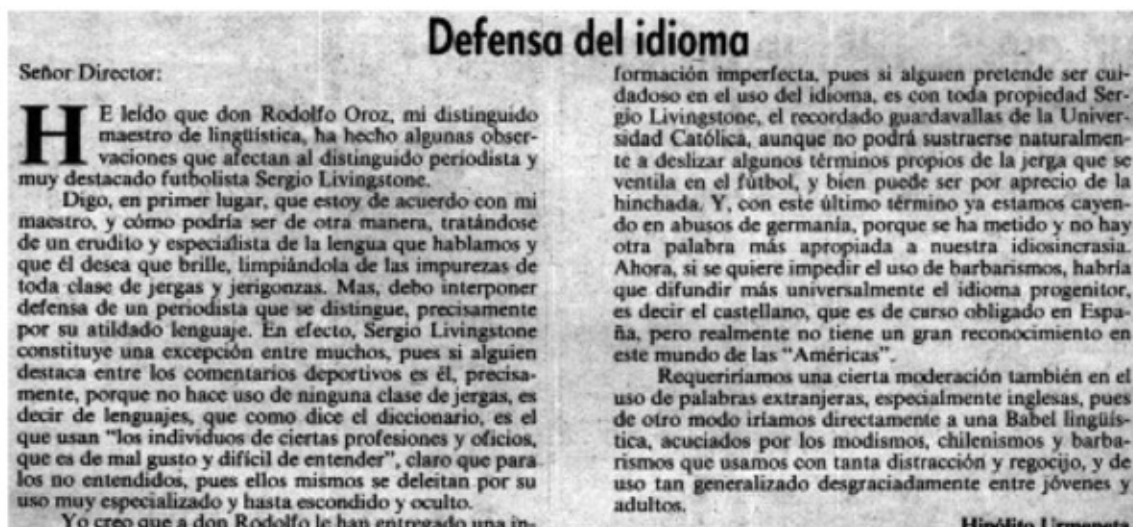 Defensa del idioma
Señor Director:
HE leído que don Rodolfo Oroz, mi distinguido
maestro de lingüística, ha hecho algunas obser-
vaciones que afectan al distinguido periodista y
muy destacado futbolista Sergio Livingstone.
Digo, en primer lugar, que estoy de acuerdo con mi
maestro, y cómo podría ser de otra manera, tratándose
de un erudito y especialista de la lengua que hablamos y
que él desea que brille, limpiándola de las impurezas de
toda clase de jergas y jerigonzas. Mas, debo interponer
defensa de un periodista que se distingue, precisamente
por su atildado lenguaje. En efecto, Sergio Livingstone
constituye una excepción entre muchos, pues si alguien
destaca entre los comentarios deportivos es él, precisa-
mente, porque no hace uso de ninguna clase de jergas, es
decir de lenguajes, que como dice el diccionario, es el
que usan "los individuos de ciertas profesiones y oficios,
que es de mal gusto y difícil de entender", claro que para
los no entendidos, pues ellos mismos se deleitan por su
uso muy especializado y hasta escondido y oculto.
Yo creo que a don Rodolfo le han entregado una in-
formación imperfecta, pues si alguien pretende ser cui-
dadoso en el uso del idioma, es con toda propiedad Ser-
gio Livingstone, el recordado guardavallas de la Univer-
sidad Católica, aunque no podrá sustraerse naturalmen-
te a deslizar algunos términos propios de la jerga que se
ventila en el fútbol, y bien puede ser por aprecio de la
hinchada. Y, con este último término ya estamos cayen-
do en abusos de germanía, porque se ha metido y no hay
otra palabra más apropiada a nuestra idiosincrasia.
Ahora, si se quiere impedir el uso de barbarismos, habría
que difundir más universalmente el idioma progenitor,
es decir el castellano, que es de curso obligado en Espa-
ña, pero realmente no tiene un gran reconocimiento en
este mundo de las "Américas".
Requeriríamos una cierta moderación también en el
uso de palabras extranjeras, especialmente inglesas, pues
de otro modo iríamos directamente a una Babel lingüís-
tica, acuciados por los modismos, chilenismos y barba-
rismos que usamos con tanta distracción y regocijo, y de
uso tan generalizado desgraciadamente entre jóvenes y
adultos.
Hipólito